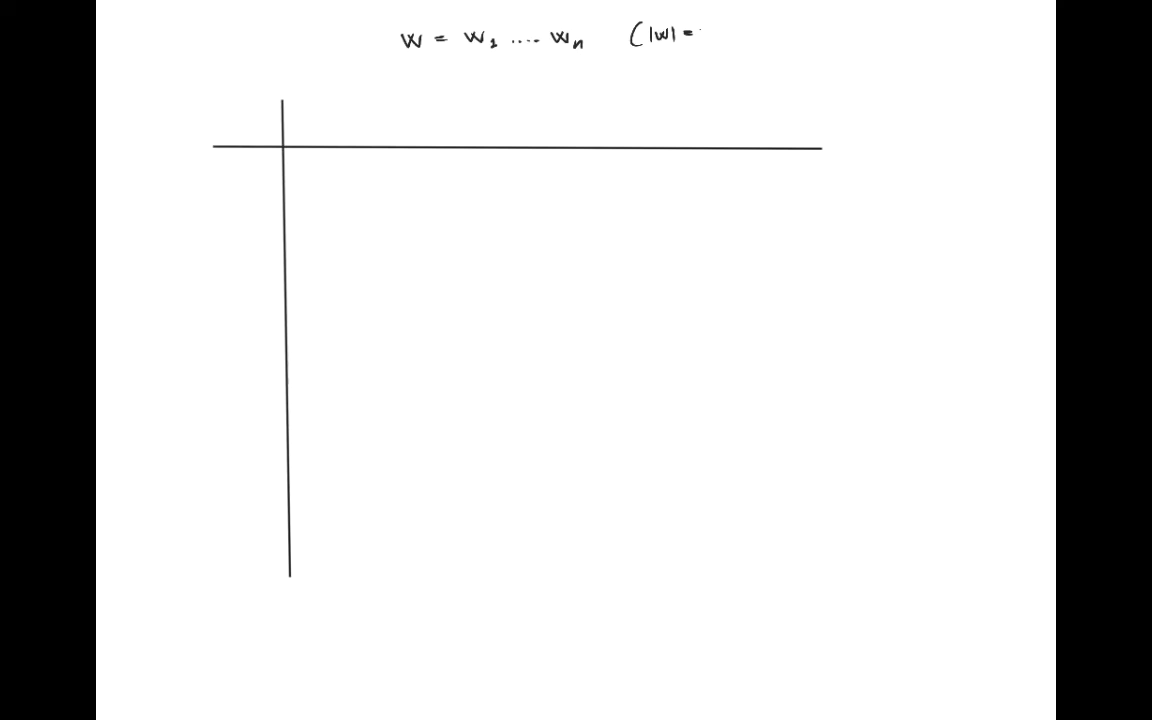 w = w₁ .... wₙ (|w| =